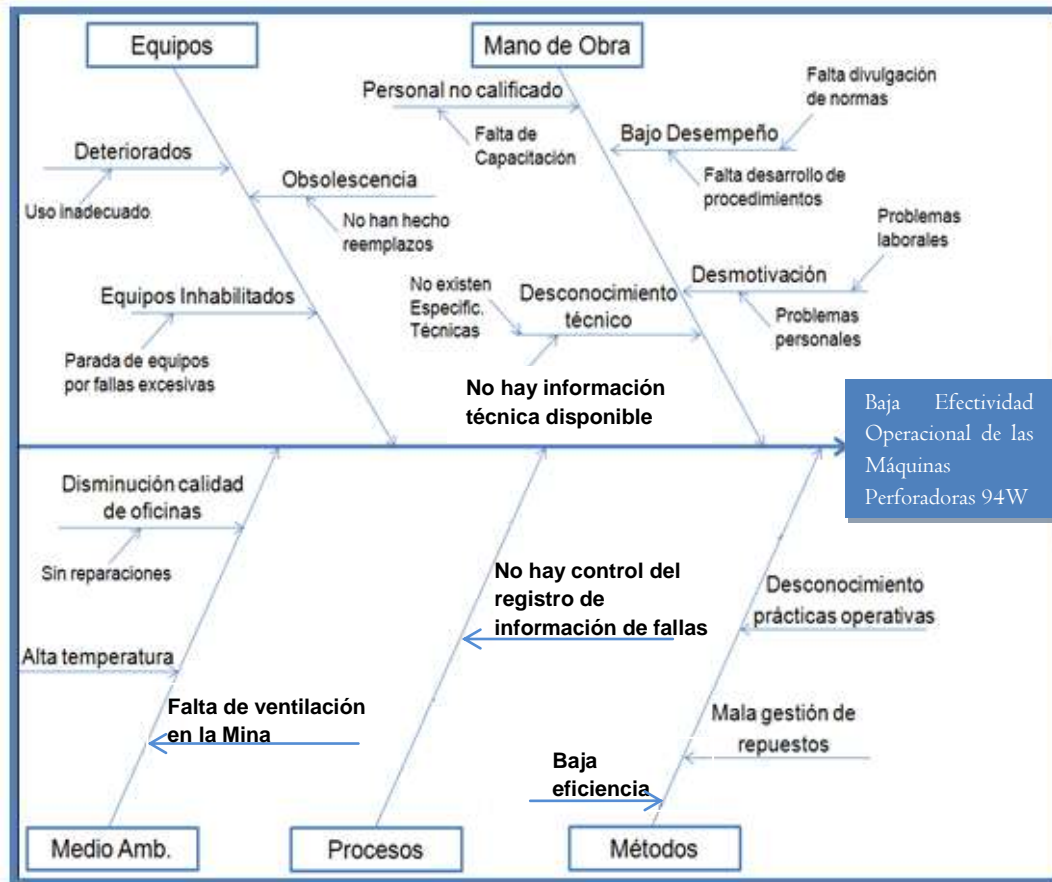 Equipos
Mano de Obra
Personal no calificado
Falta de
Capacitación
Falta divulgación
de normas
Bajo Desempeño
Falta desarrollo de
procedimientos
Deteriorados
Uso inadecuado
Obsolescencia
No han hecho
reemplazos
Problemas
laborales
Desmotivación
Problemas
personales
Equipos Inhabilitados
Parada de equipos
por fallas excesivas
No existen
Especific.
Técnicas
Desconocimiento
técnico
No hay información
técnica disponible
Baja Efectividad
Operacional de las
Máquinas
Perforadoras 94W
Disminución calidad
de oficinas
Sin reparaciones
Alta temperatura
Falta de ventilación
en la Mina
No hay control del
registro de
información de fallas
Desconocimiento
prácticas operativas
Mala gestión de
repuestos
Baja
eficiencia
Medio Amb.
Procesos
Métodos